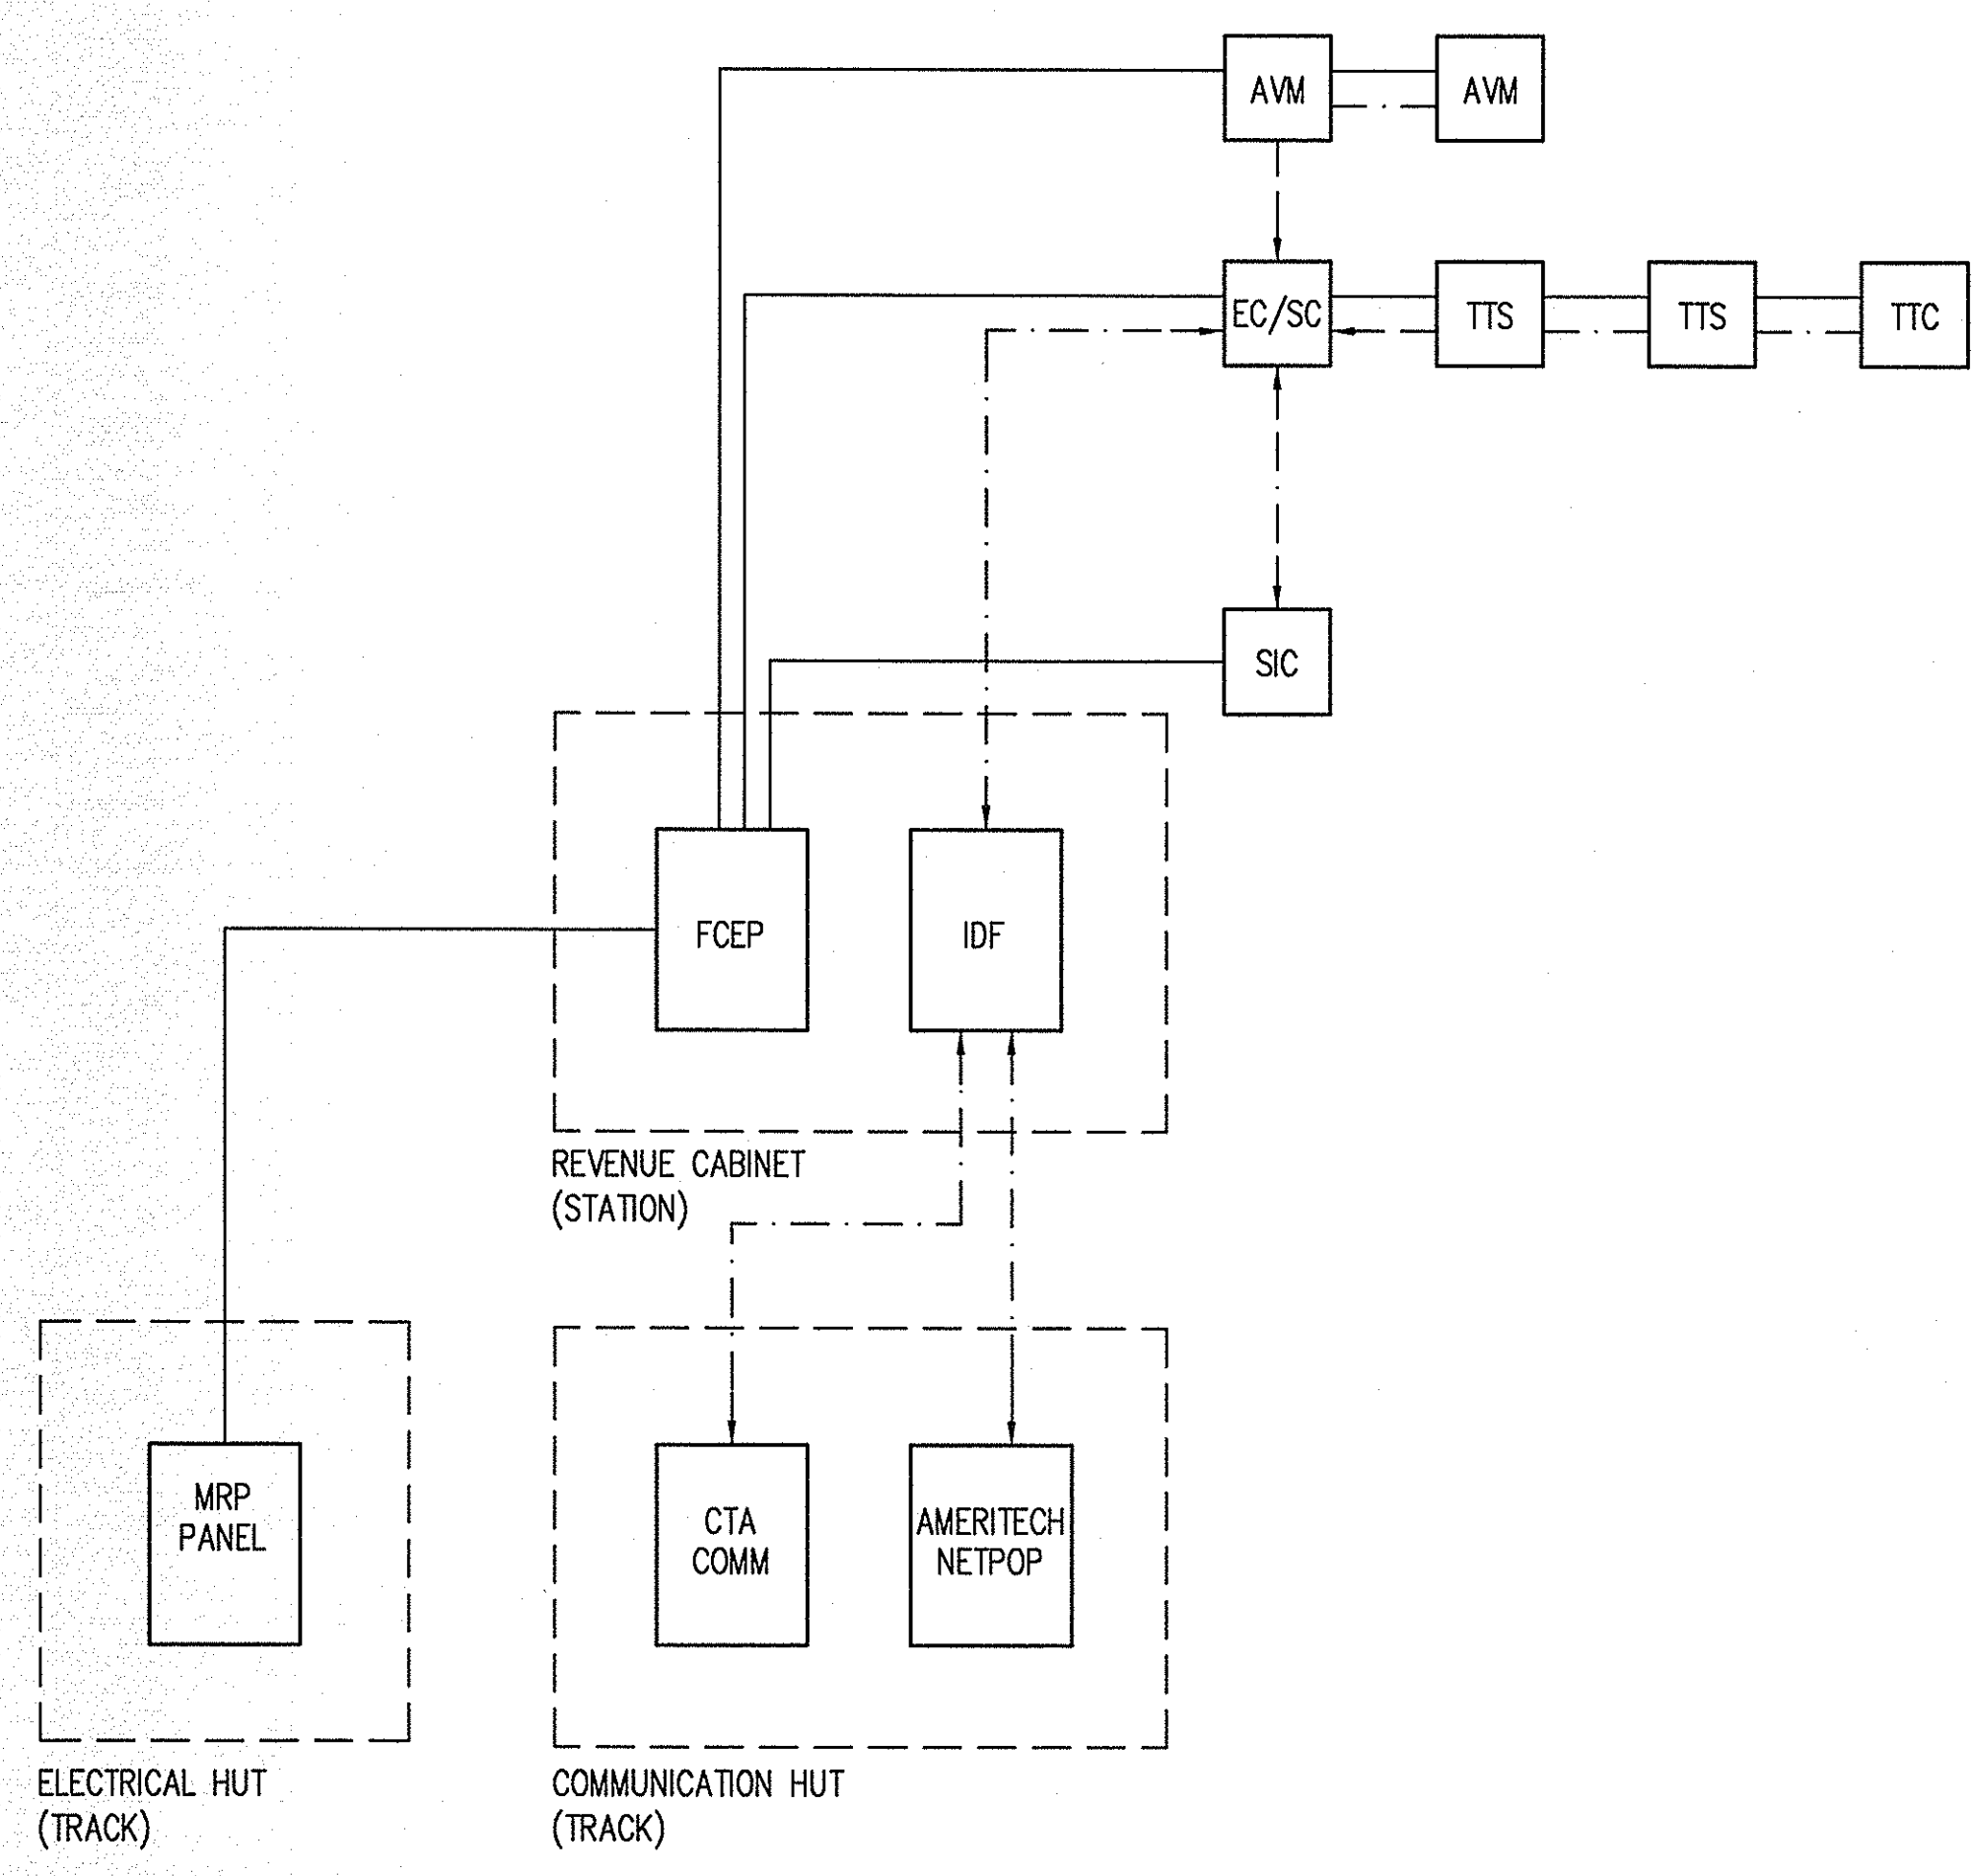 AVM
AVM
EC/SC
TTS
TTS
TTC
SIC
FCEP
IDF
REVENUE CABINET
(STATION)
MRP
PANEL
CTA
COMM
AMERITECH
NETPOP
ELECTRICAL HUT
(TRACK)
COMMUNICATION HUT
(TRACK)